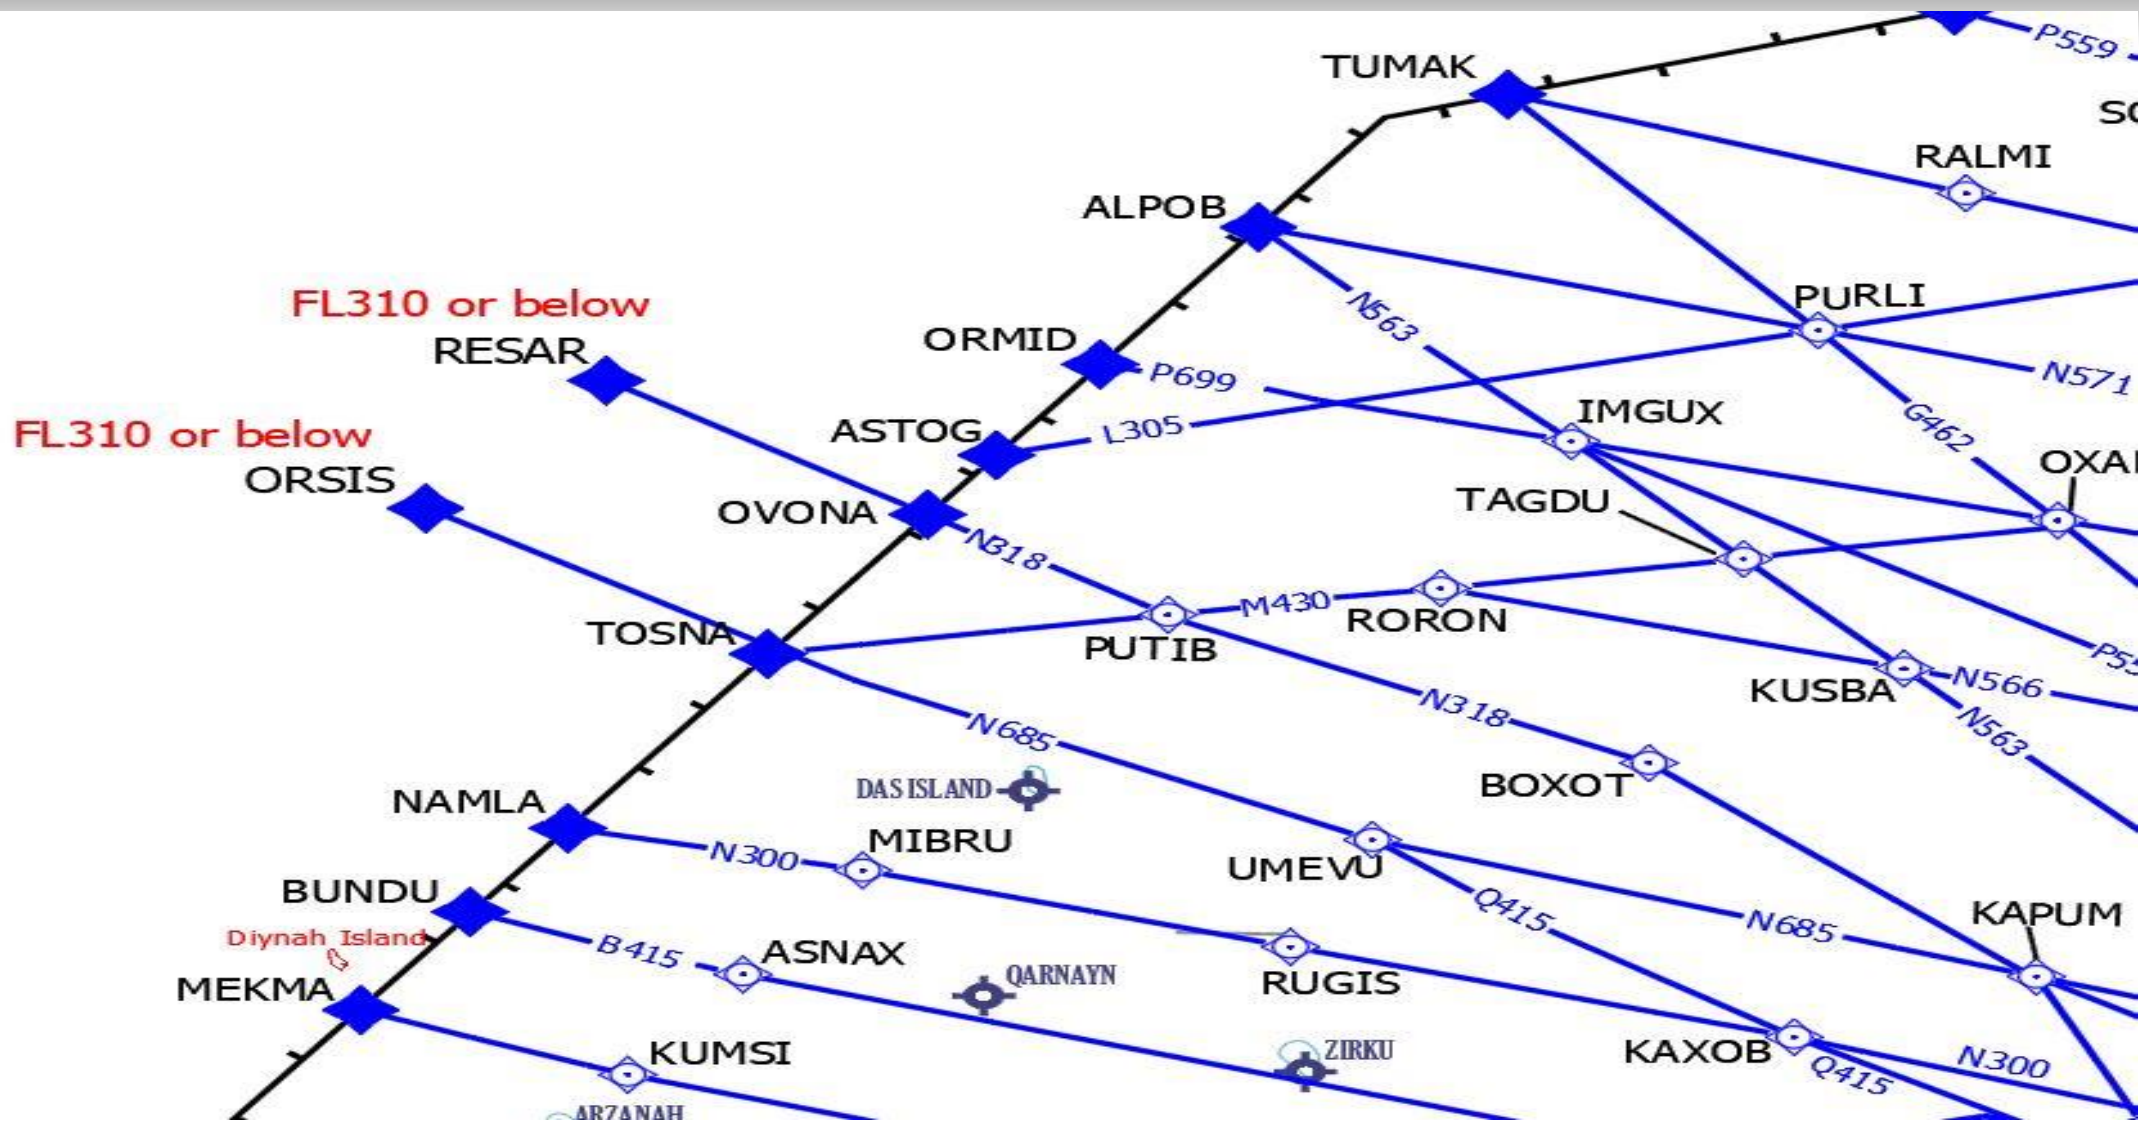 P559
TUMAK
RALMI
ALPOB
PURLI
FL310 or below
RESAR
ORMID
N563
P699
N571
IMGUX
G462
FL310 or below
ORSIS
ASTOG
L305
OVONA
TAGDU
N318
M430
RORON
TOSNA
PUTIB
KUSBA
N566
N318
N685
N563
BOXOT
DAS ISLAND
NAMLA
N300
MIBRU
UMEVU
Q415
N685
KAPUM
BUNDU
Diynah Island
B415
ASNAX
QARNAYN
RUGIS
MEKMA
KUMSI
ZIRKU
KAXOB
N300
Q415
ARZANAH